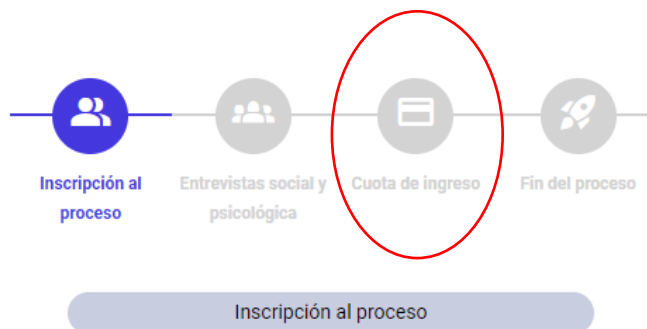 Inscripción al
proceso
Entrevistas social y
psicológica
Cuota de ingreso
Fin del proceso
Inscripción al proceso